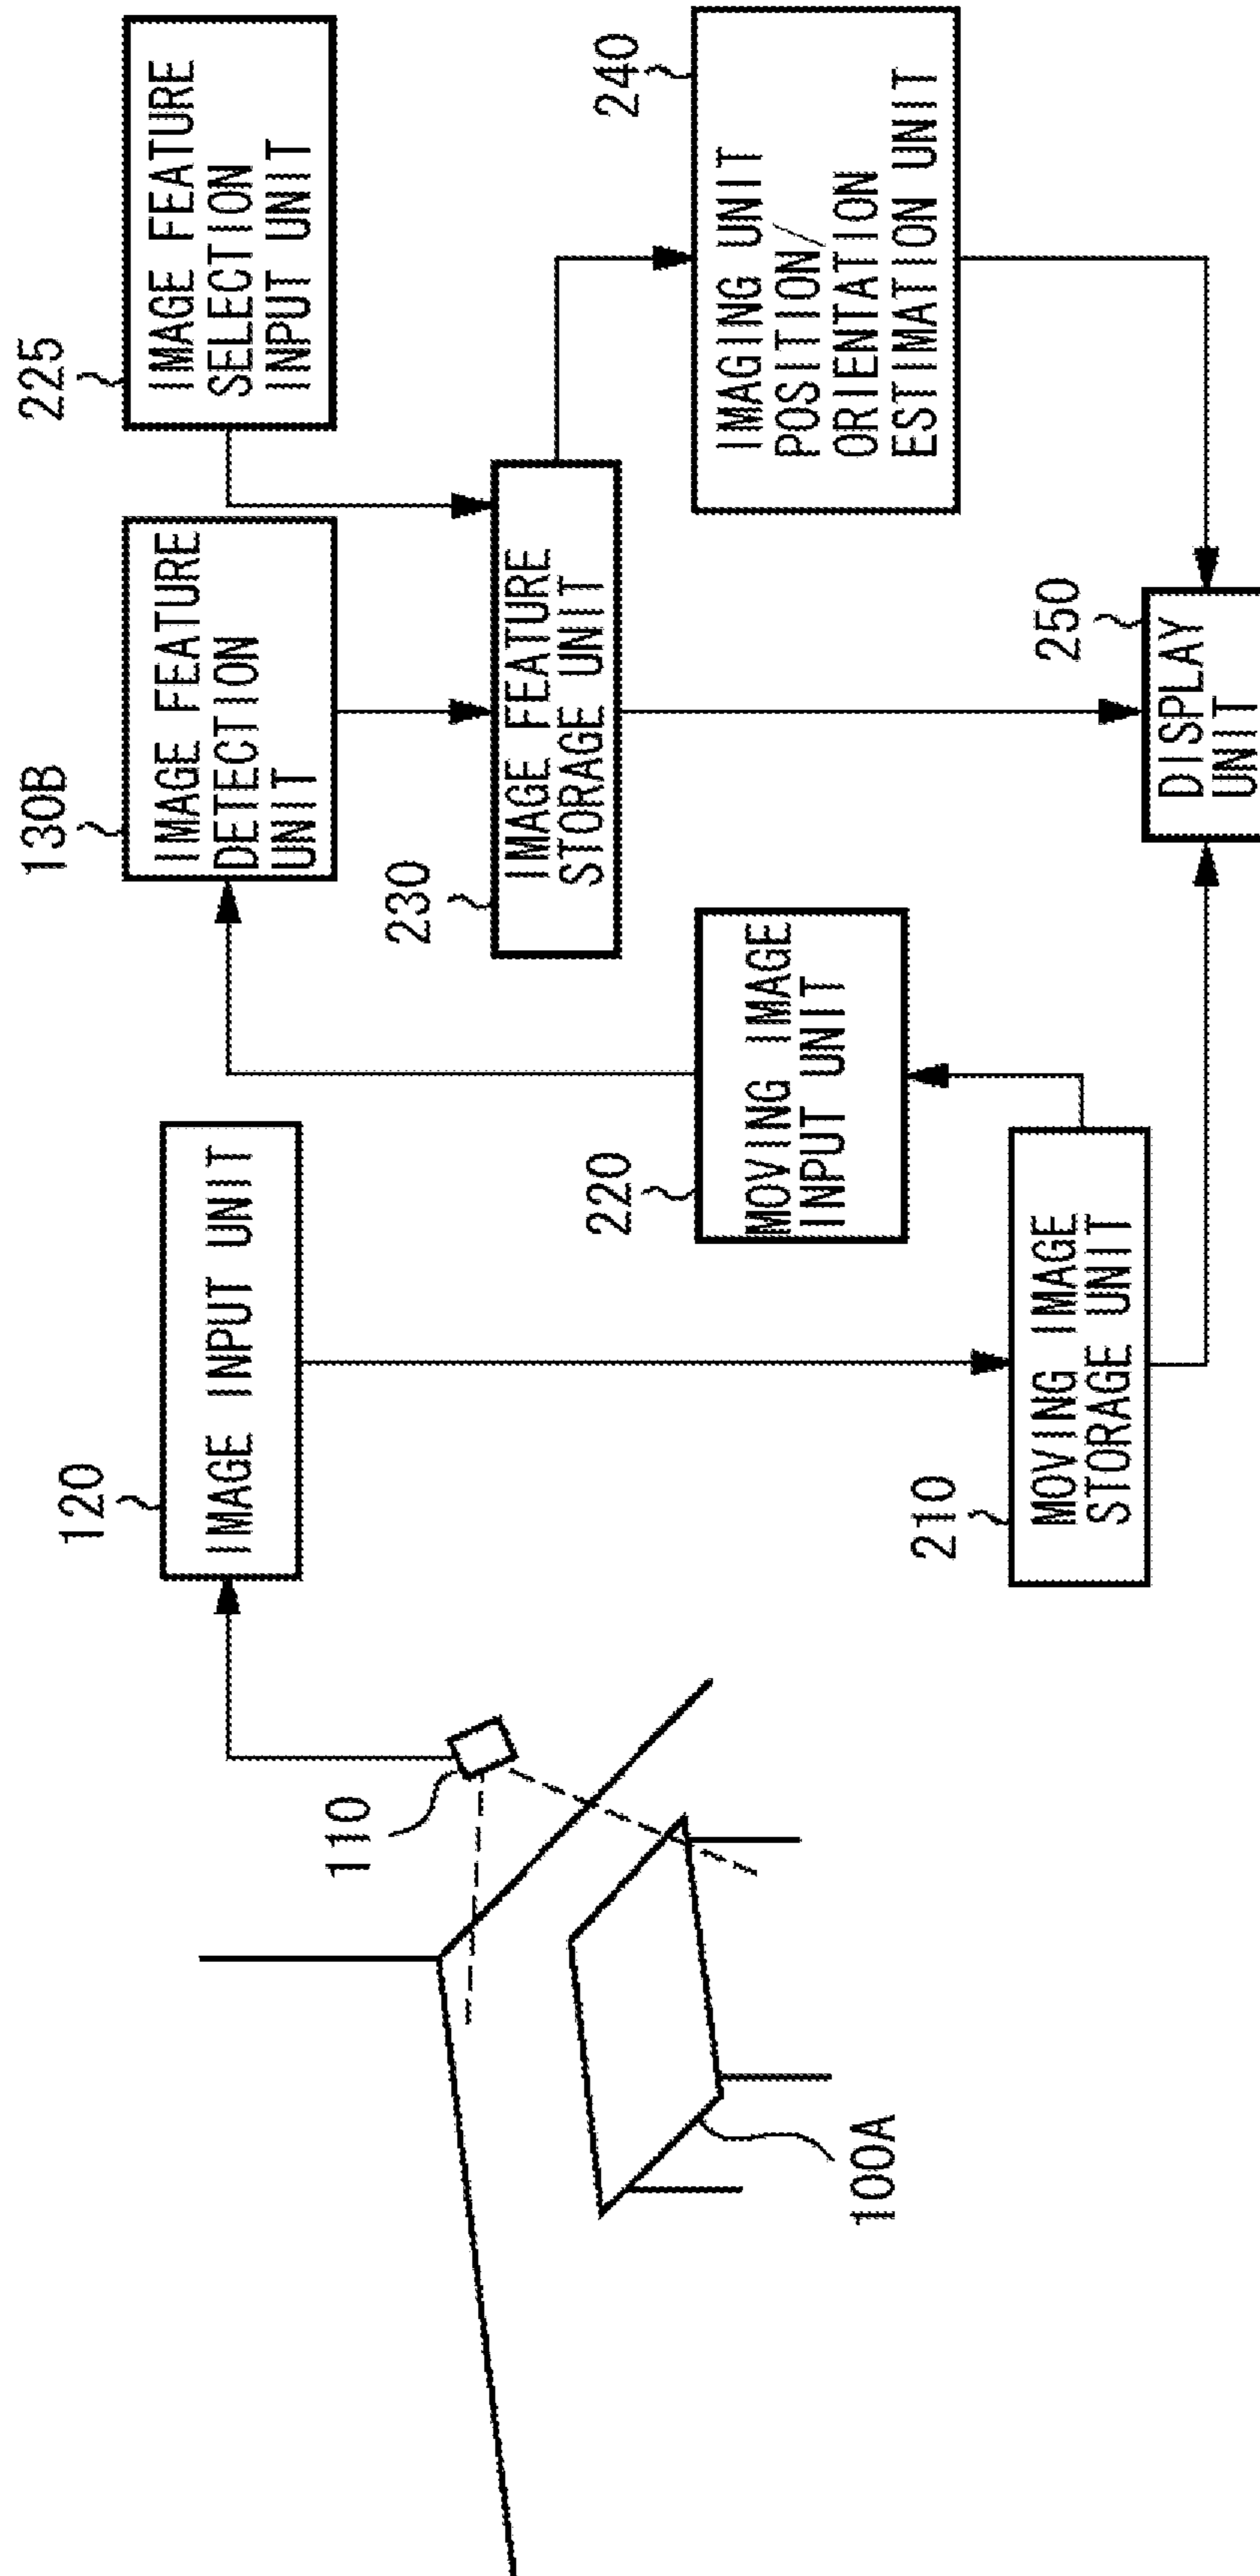 110
100A
120
IMAGE INPUT UNIT
210
MOVING IMAGE
STORAGE UNIT
220
MOVING IMAGE
INPUT UNIT
130B
IMAGE FEATURE
DETECTION
UNIT
225
IMAGE FEATURE
SELECTION
INPUT UNIT
230
IMAGE FEATURE
STORAGE UNIT
240
IMAGING UNIT
POSITION/
ORIENTATION
ESTIMATION UNIT
250
DISPLAY
UNIT